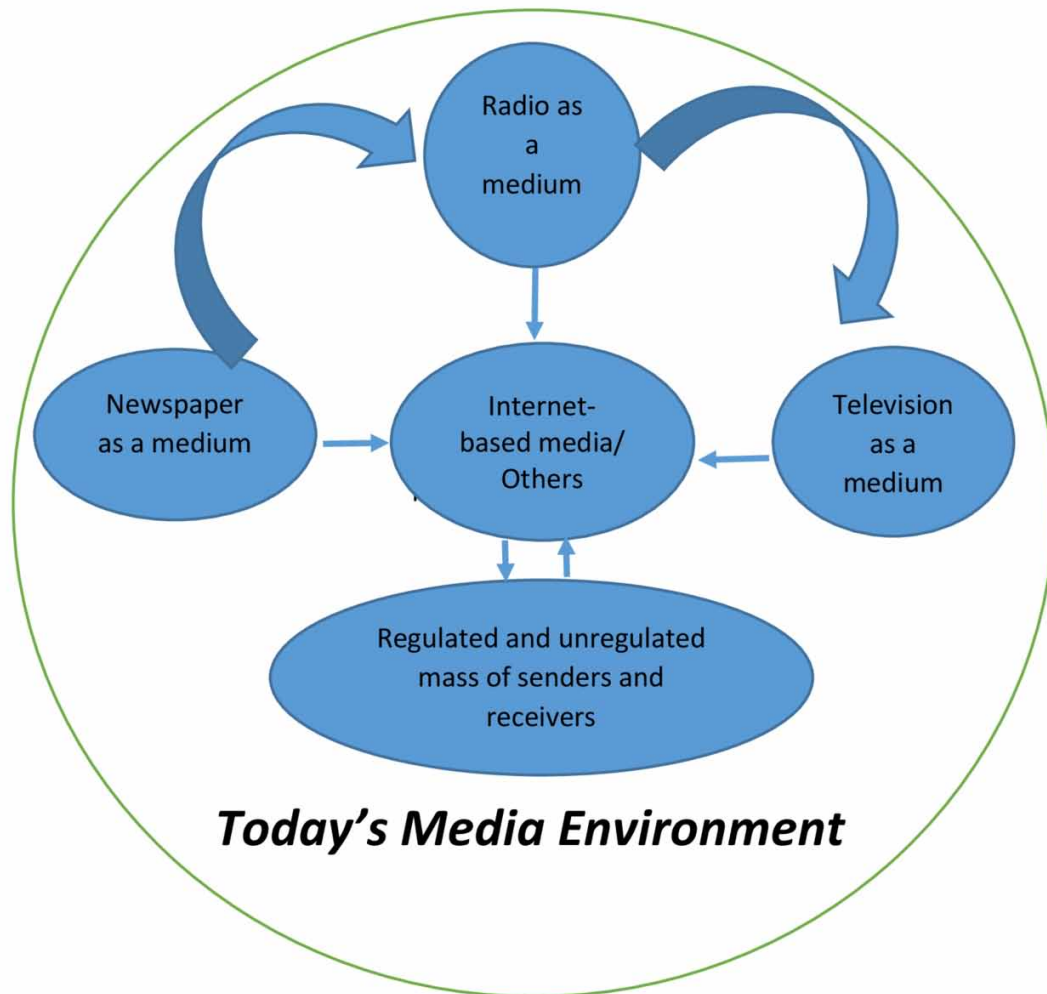 Radio as
a
medium
Newspaper
as a medium
Internet-
based media/
Others
Television
as a
medium
Regulated and unregulated
mass of senders and
receivers
Today's Media Environment